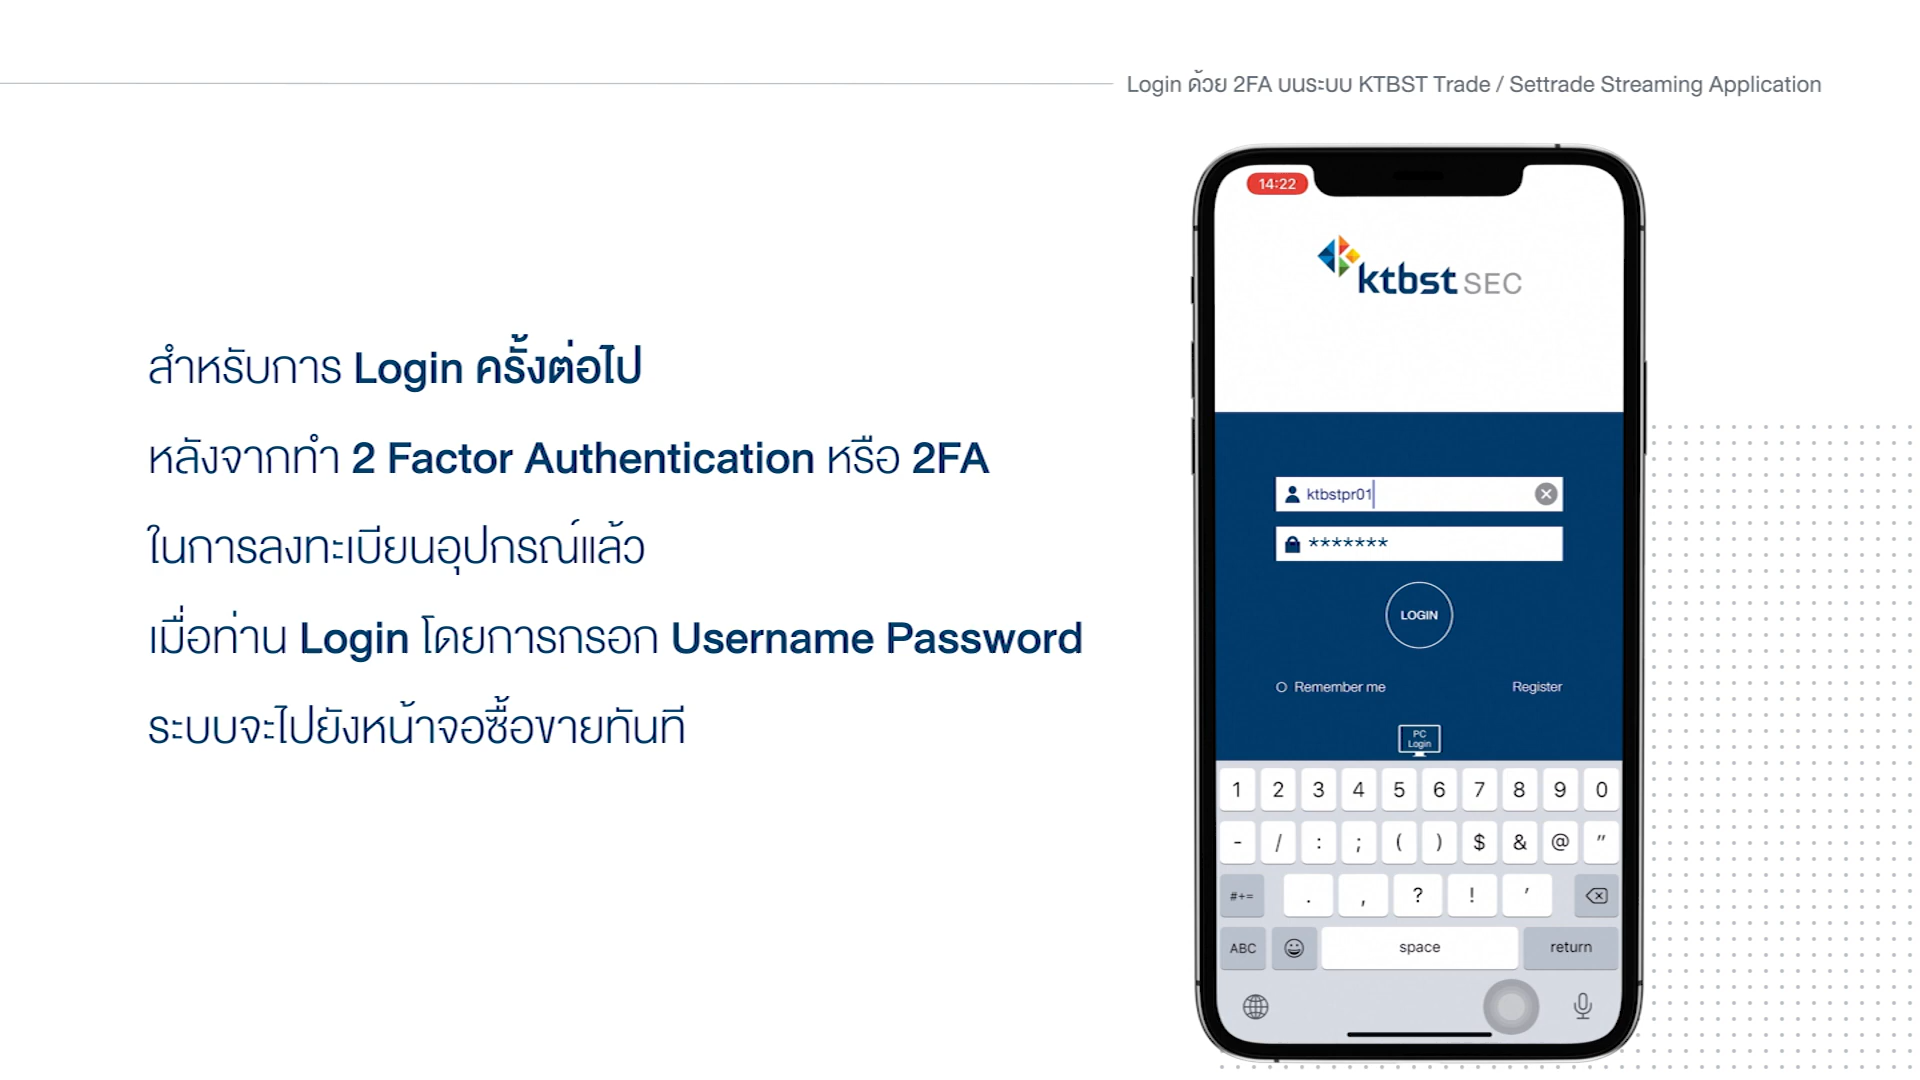 Login ด้วย 2FA บนระบบ KTBST Trade / Settrade Streaming Application
สำหรับการ Login ครั้งต่อไป
หลังจากทำ 2 Factor Authentication หรือ 2FA
ในการลงทะเบียนอุปกรณ์แล้ว
เมื่อท่าน Login โดยการกรอก Username Password
ระบบจะไปยังหน้าจอซื้อขายทันที
14:22
ktbst SEC
ktbstpr01
*******
LOGIN
Remember me
Register
PC
Login
1 2 3 4 5 6 7 8 9 0
- / : ; ( ) $ & @ "
#+= . , ? ! '
ABC space return